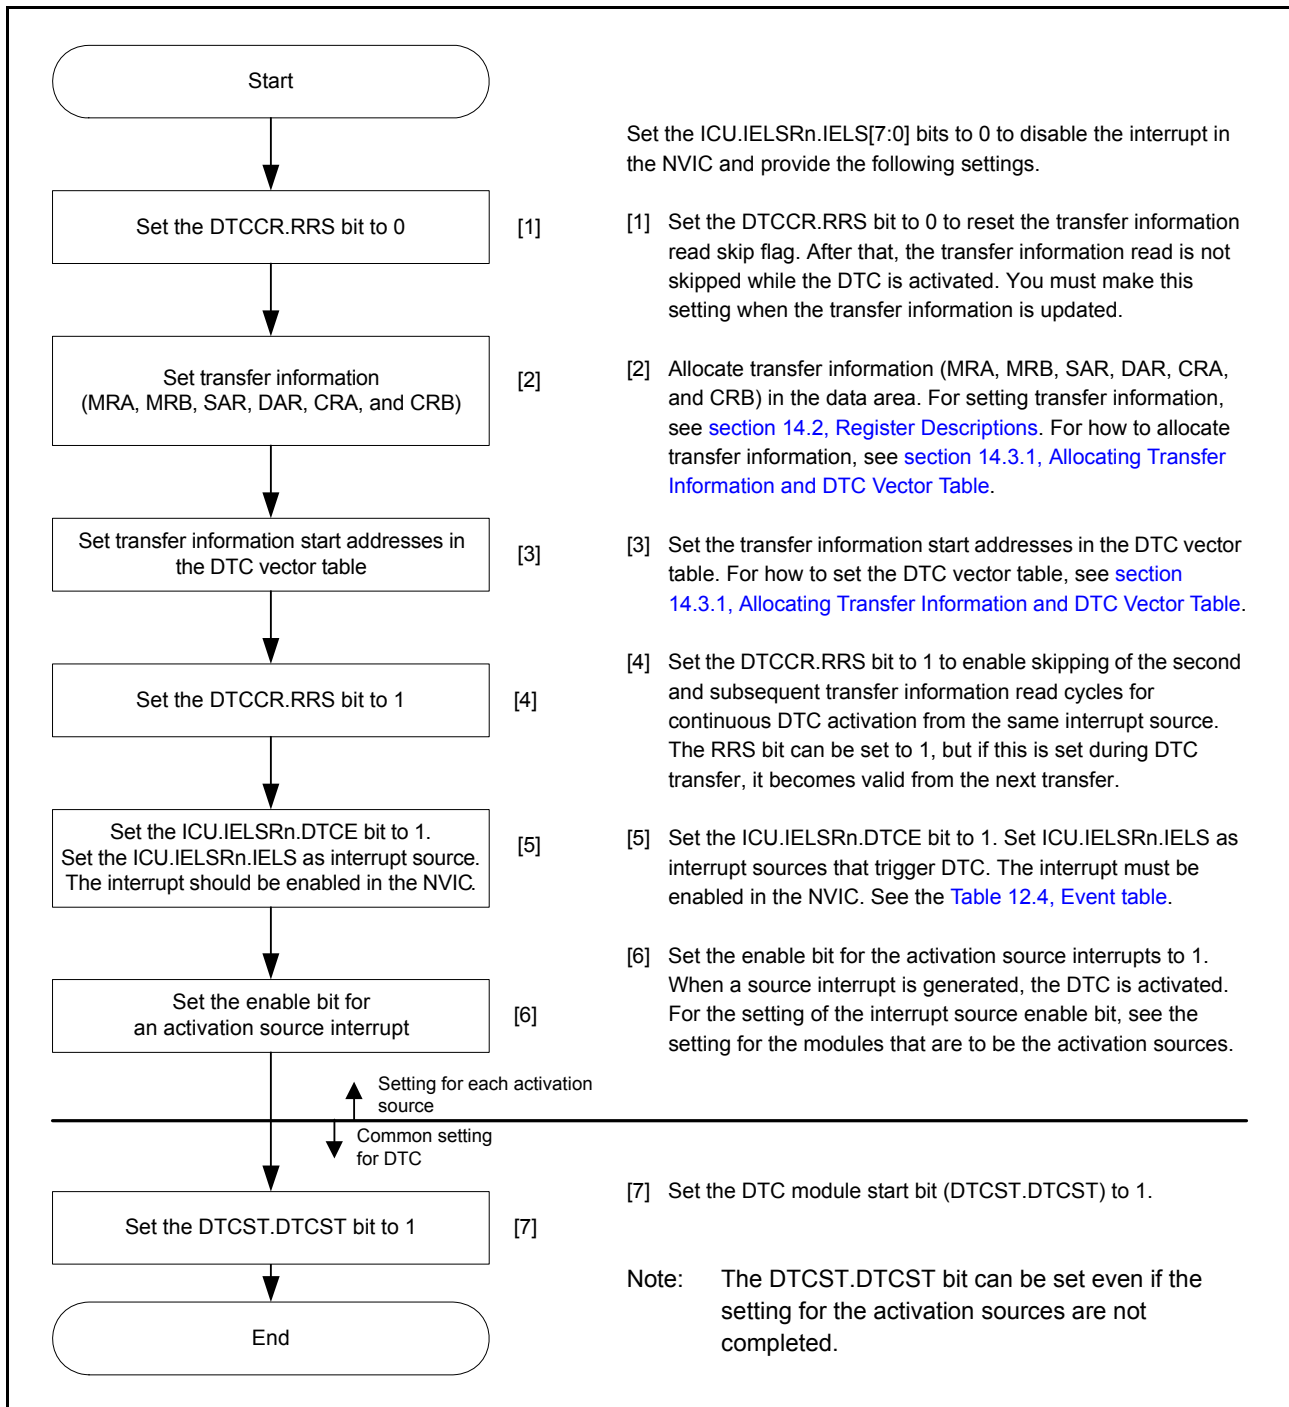 Start
Set the ICU.IELSRn.IELS[7:0] bits to 0 to disable the interrupt in
the NVIC and provide the following settings.
Set the DTCCR.RRS bit to 0
[1]
[1] Set the DTCCR.RRS bit to 0 to reset the transfer information
read skip flag. After that, the transfer information read is not
skipped while the DTC is activated. You must make this
setting when the transfer information is updated.
Set transfer information
(MRA, MRB, SAR, DAR, CRA, and CRB)
[2]
[2] Allocate transfer information (MRA, MRB, SAR, DAR, CRA,
and CRB) in the data area. For setting transfer information,
see section 14.2, Register Descriptions. For how to allocate
transfer information, see section 14.3.1, Allocating Transfer
Information and DTC Vector Table.
Set transfer information start addresses in
the DTC vector table
[3]
[3] Set the transfer information start addresses in the DTC vector
table. For how to set the DTC vector table, see section
14.3.1, Allocating Transfer Information and DTC Vector Table.
Set the DTCCR.RRS bit to 1
[4]
[4] Set the DTCCR.RRS bit to 1 to enable skipping of the second
and subsequent transfer information read cycles for
continuous DTC activation from the same interrupt source.
The RRS bit can be set to 1, but if this is set during DTC
transfer, it becomes valid from the next transfer.
Set the ICU.IELSRn.DTCE bit to 1.
Set the ICU.IELSRn.IELS as interrupt source.
The interrupt should be enabled in the NVIC.
[5]
[5] Set the ICU.IELSRn.DTCE bit to 1. Set ICU.IELSRn.IELS as
interrupt sources that trigger DTC. The interrupt must be
enabled in the NVIC. See the Table 12.4, Event table.
Set the enable bit for
an activation source interrupt
[6]
[6] Set the enable bit for the activation source interrupts to 1.
When a source interrupt is generated, the DTC is activated.
For the setting of the interrupt source enable bit, see the
setting for the modules that are to be the activation sources.
Setting for each activation
source
Common setting
for DTC
Set the DTCST.DTCST bit to 1
[7]
[7] Set the DTC module start bit (DTCST.DTCST) to 1.
Note: The DTCST.DTCST bit can be set even if the
setting for the activation sources are not
completed.
End